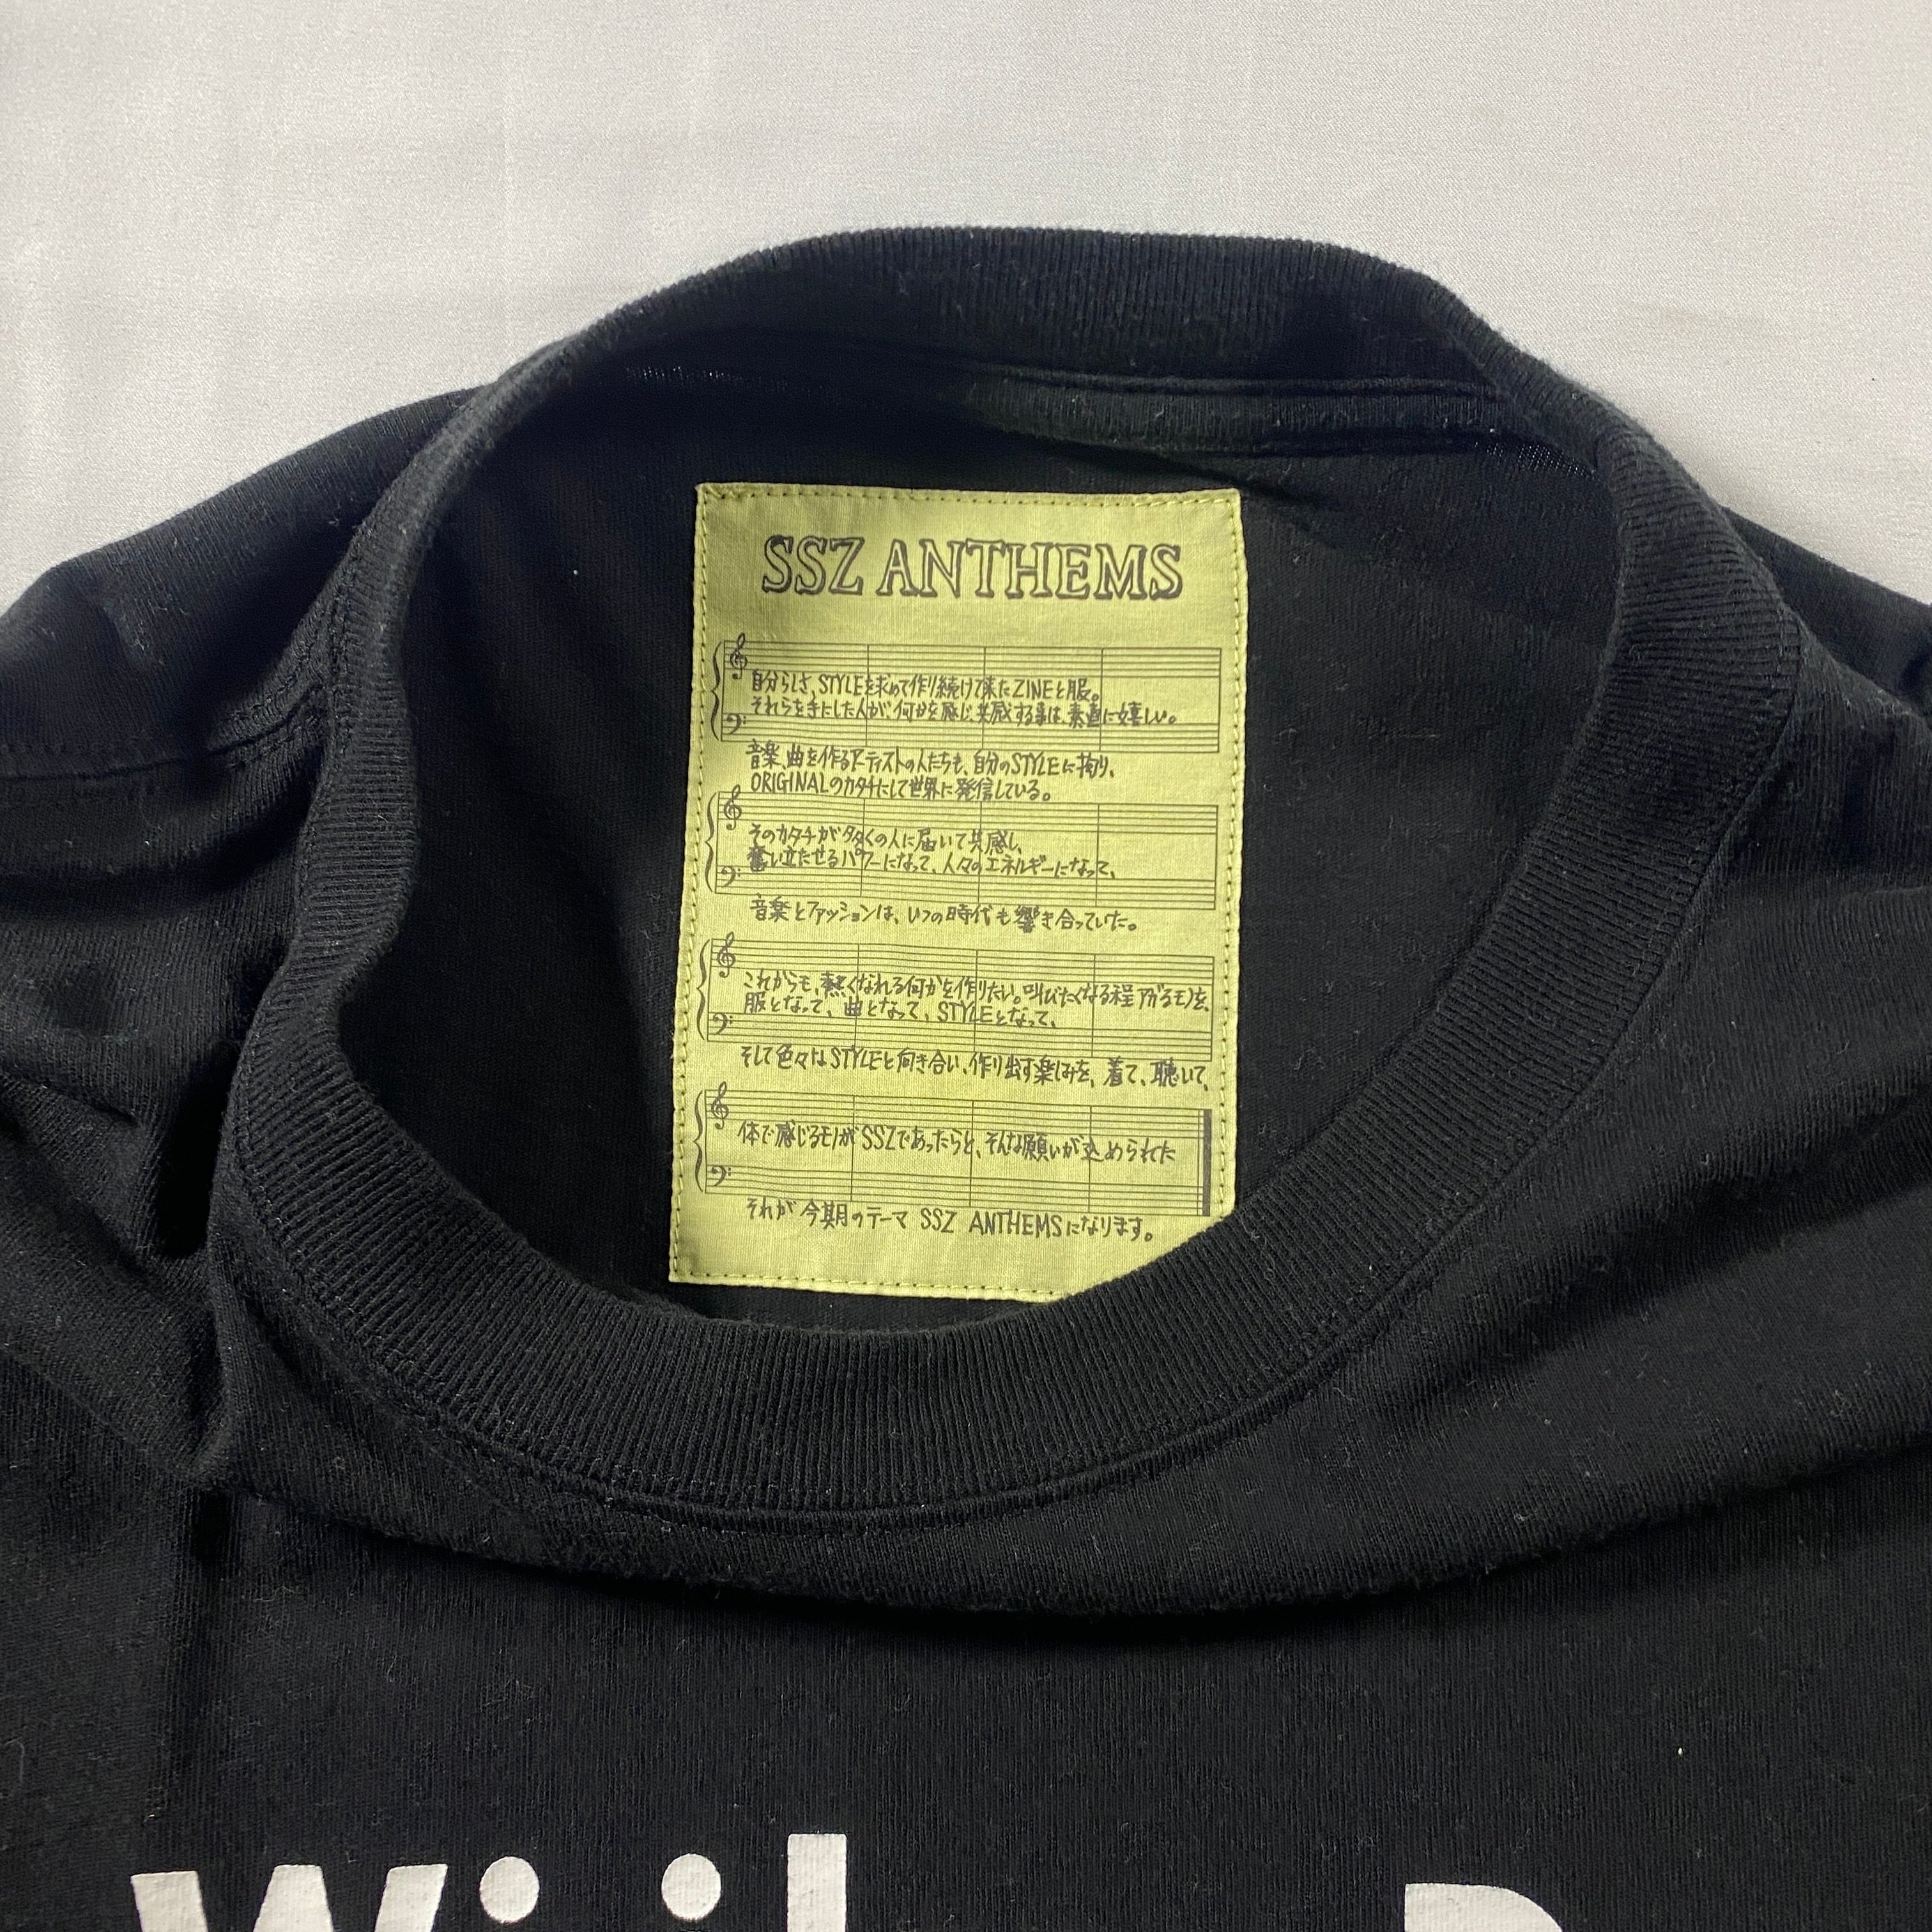 SSZ ANTHEMS
自分らしさ、STYLEを求めて作り続けて来たZINEと服。
それらを手にした人が、何かを感じ、共感する事は、素直に嬉しい。
音楽、曲を作るアーティストの人たちも、自分のSTYLEに拘り、
ORIGINALのカタチにして世界に発信している。
そのカタチが多くの人に届いて共感し、
奮い立たせるパワーになって、人々のエネルギーになって、
音楽とファッションは、いつの時代も響き合っていた。
これからも、熱くなれる何かを作りたい。叫びたくなる程アガるモノを、
服となって、曲となって、STYLEとなって、
そして色々なSTYLEと向き合い、作り出す楽しみを、着て、聴いて、
体で感じるモノがSSZであったらと、そんな願いが込められた
それが今期のテーマ SSZ ANTHEMSになります。